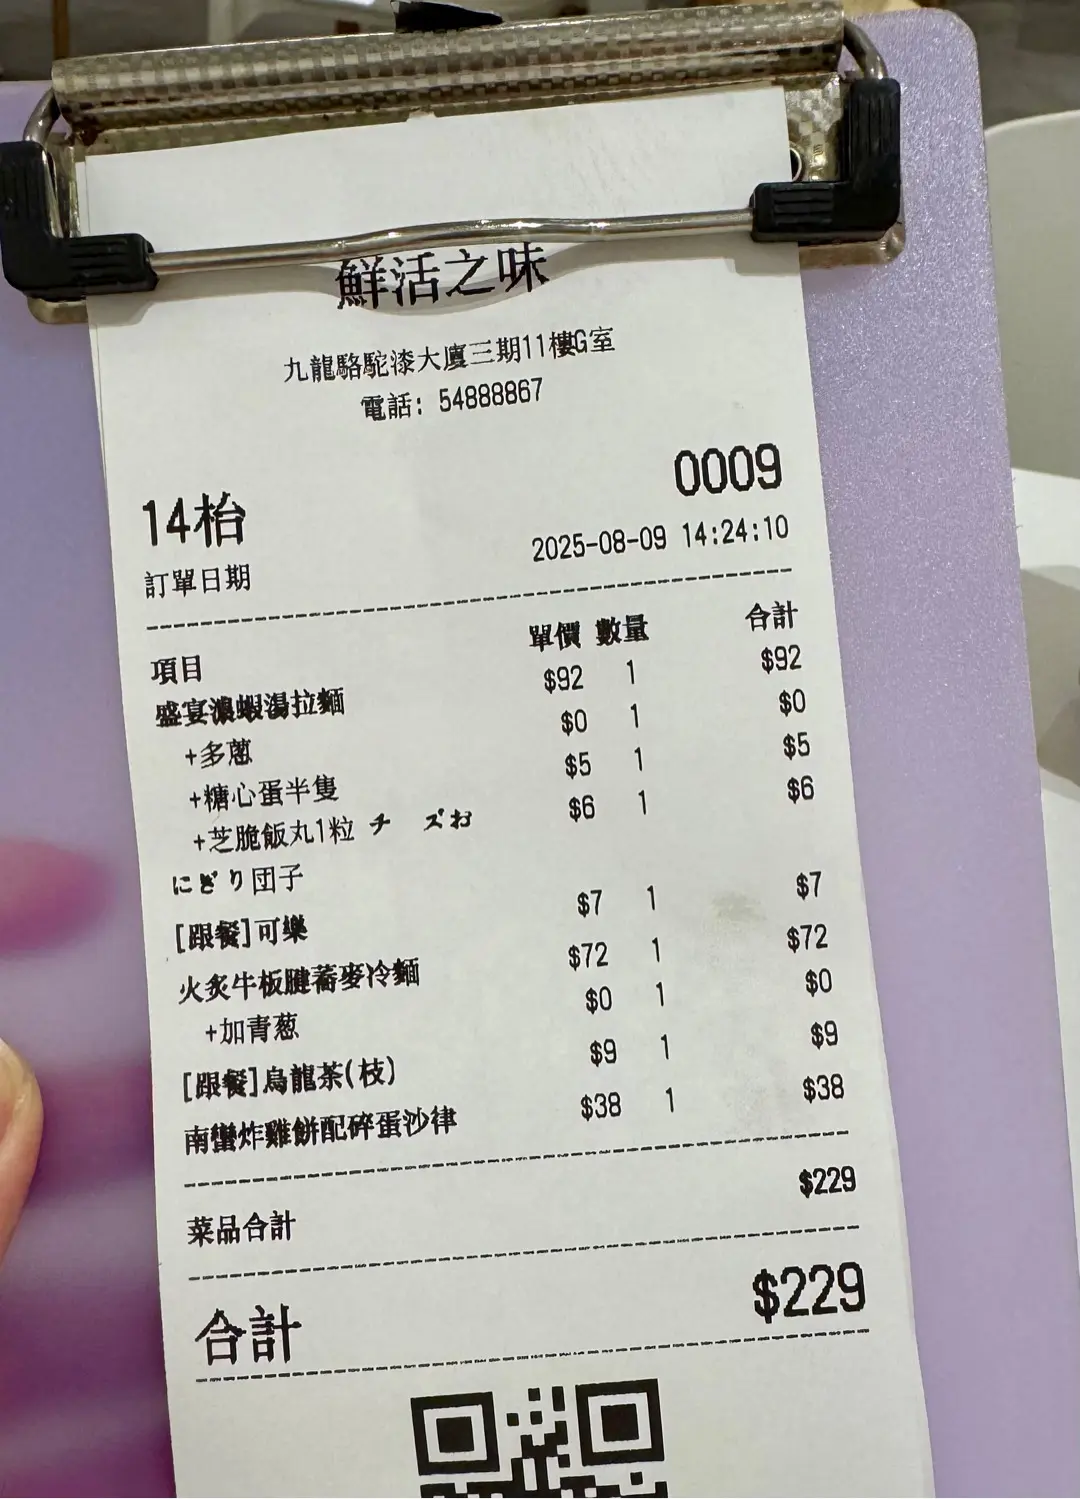 鮮活之味
九龍駱駝漆大廈三期11樓G室
電話: 54888867
0009
14枱
訂單日期 2025-08-09 14:24:10
項目 單價 數量 合計
盛宴濃蝦湯拉麵 $92 1 $92
+多蔥 $0 1 $0
+糖心蛋半隻 $5 1 $5
+芝脆飯丸1粒 チ ズお $6 1 $6
にぎり団子
[跟餐]可樂 $7 1 $7
火炙牛板腱蕎麥冷麵 $72 1 $72
+加青葱 $0 1 $0
[跟餐]烏龍茶(枝) $9 1 $9
南蠻炸雞餅配碎蛋沙律 $38 1 $38
菜品合計 $229
合計 $229